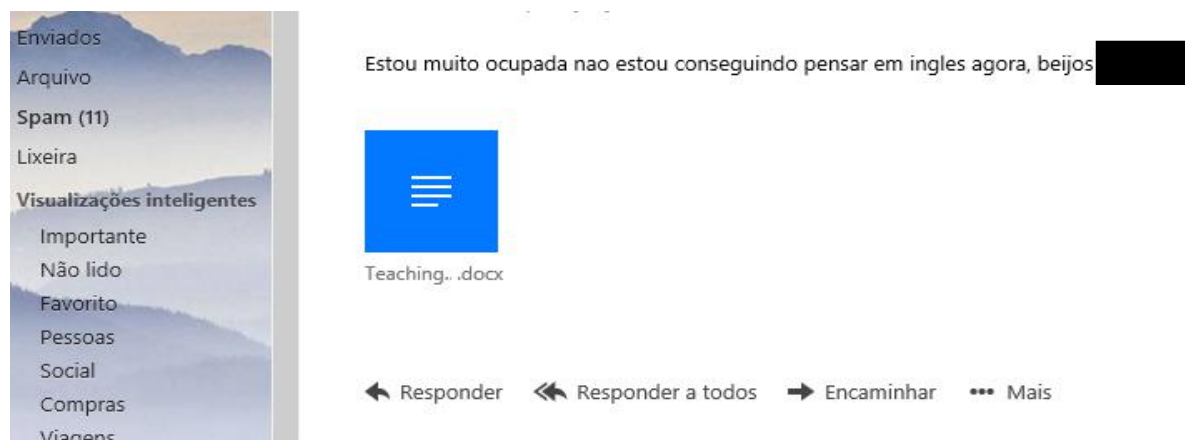 Enviados
Arquivo
Spam (11)
Lixeira
Visualizações inteligentes
Importante
Não lido
Favorito
Pessoas
Social
Compras
Viagens
Estou muito ocupada nao estou conseguindo pensar em ingles agora, beijos
Teaching.. .docx
Responder
Responder a todos
Encaminhar
Mais